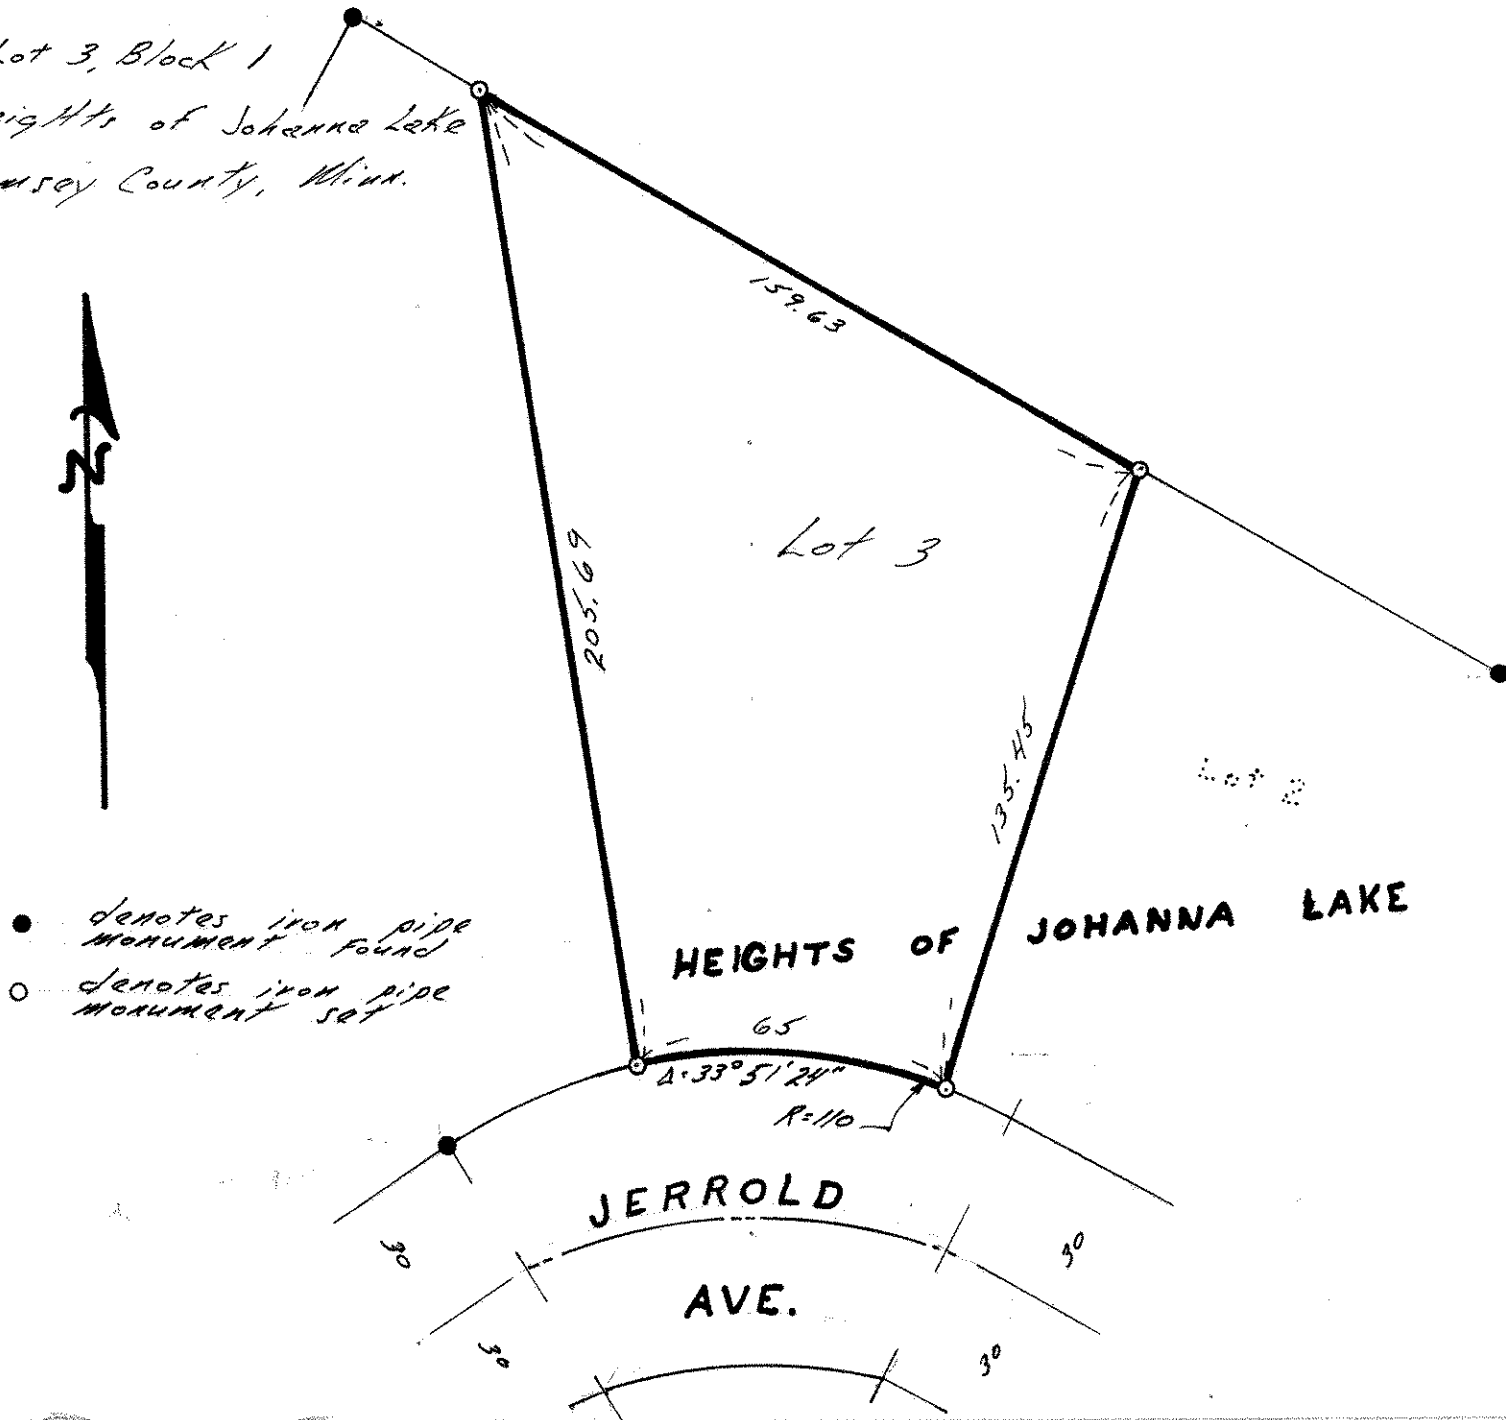 Lot 3, Block 1
of Johanna Lake
County, Minn.
159.63
N
205.69
Lot 3
135.45
Lot 2
denotes iron pipe
monument found
denotes iron pipe
monument set
HEIGHTS OF JOHANNA LAKE
65
Δ=33°51'24"
R=110
JERROLD
30
30
AVE.
30
30